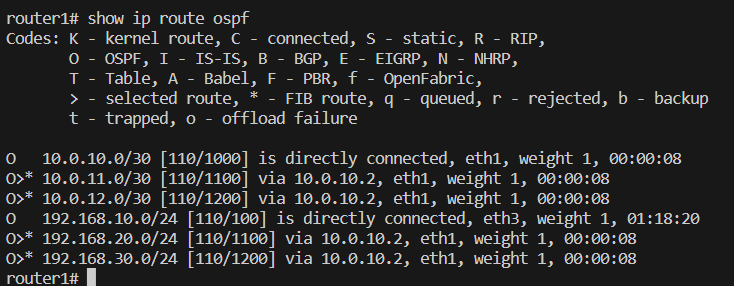 router1# show ip route ospf
Codes: K - kernel route, C - connected, S - static, R - RIP,
       O - OSPF, I - IS-IS, B - BGP, E - EIGRP, N - NHRP,
       T - Table, A - Babel, F - PBR, f - OpenFabric,
       > - selected route, * - FIB route, q - queued, r - rejected, b - backup
       t - trapped, o - offload failure

O   10.0.10.0/30 [110/1000] is directly connected, eth1, weight 1, 00:00:08
O>* 10.0.11.0/30 [110/1100] via 10.0.10.2, eth1, weight 1, 00:00:08
O>* 10.0.12.0/30 [110/1200] via 10.0.10.2, eth1, weight 1, 00:00:08
O   192.168.10.0/24 [110/100] is directly connected, eth3, weight 1, 01:18:20
O>* 192.168.20.0/24 [110/1100] via 10.0.10.2, eth1, weight 1, 00:00:08
O>* 192.168.30.0/24 [110/1200] via 10.0.10.2, eth1, weight 1, 00:00:08
router1#